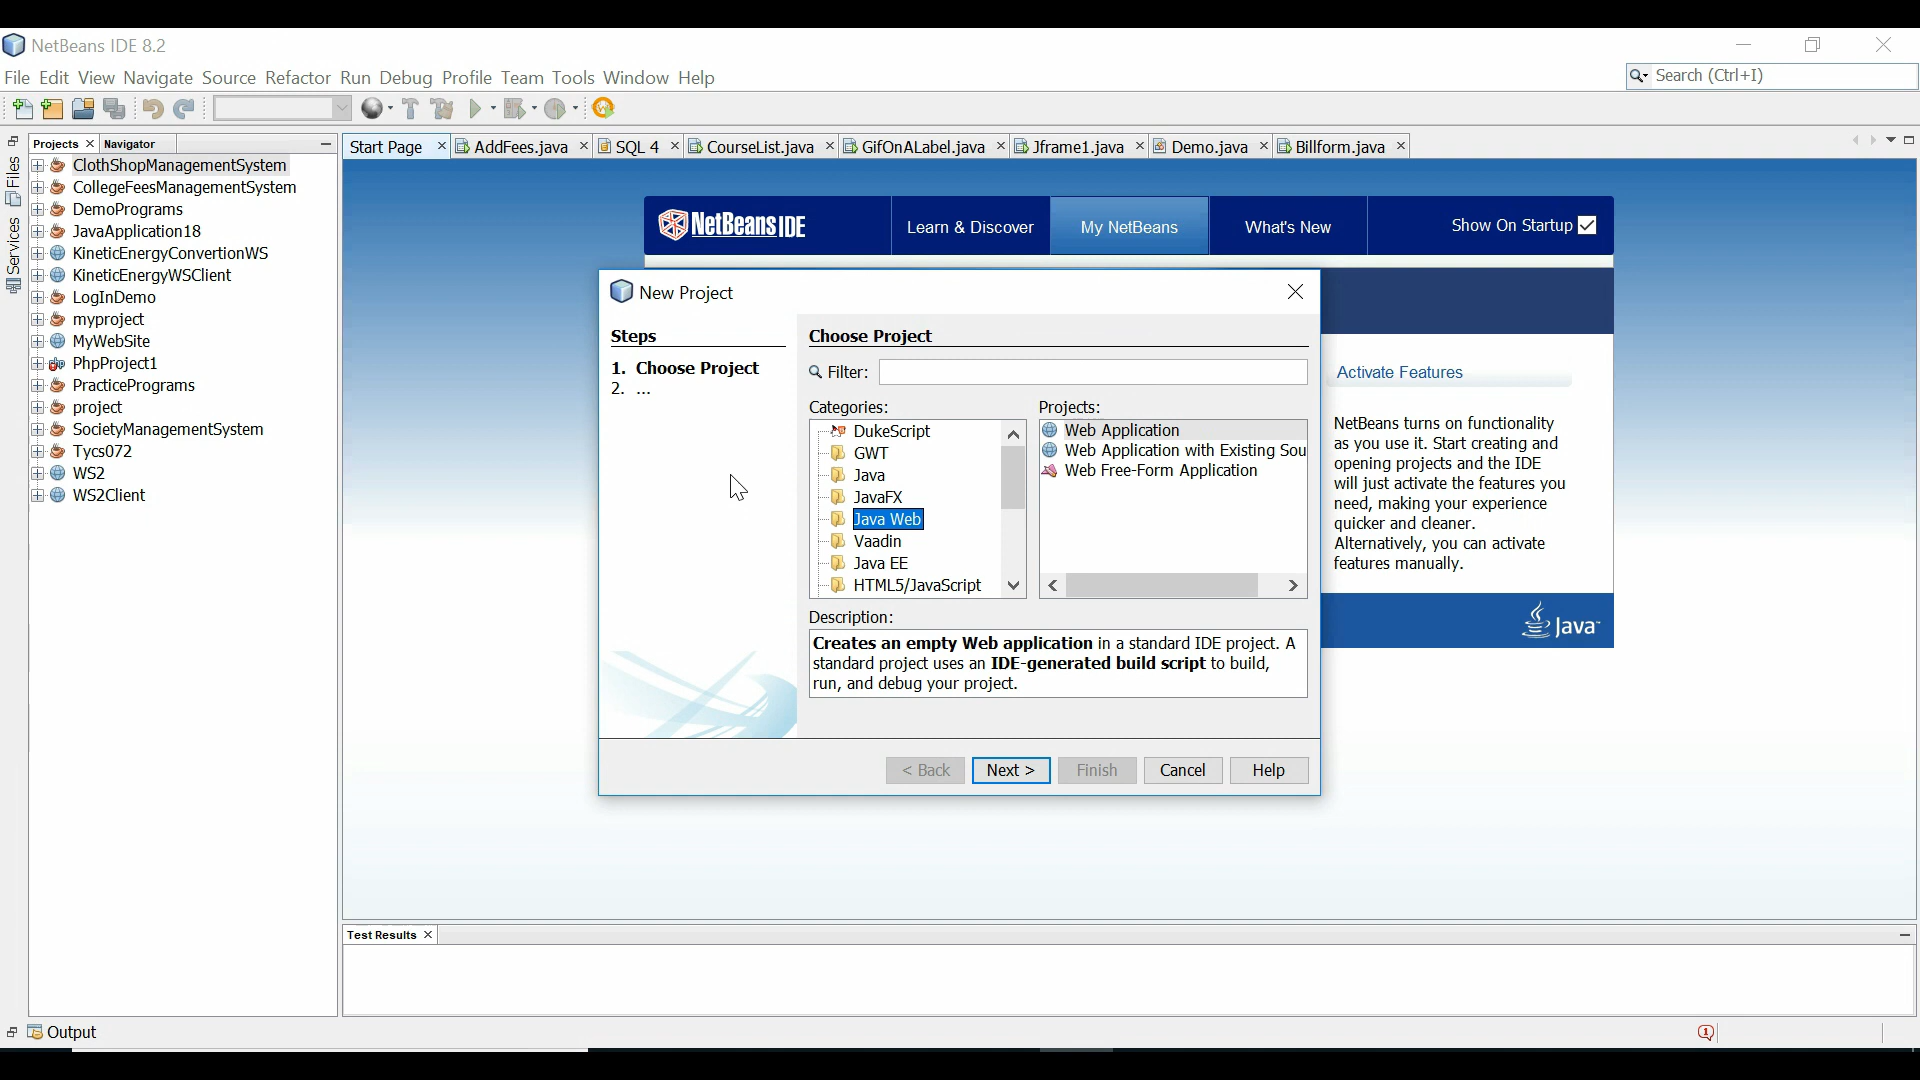 NetBeans IDE 8.2
File Edit View Navigate Source Refactor Run Debug Profile Team Tools Window Help
Search (Ctrl+I)
Projects
Navigator
Files
Services
ClothShopManagementSystem
CollegeFeesManagementSystem
DemoPrograms
JavaApplication18
KineticEnergyConvertionWS
KineticEnergyWSClient
LogInDemo
myproject
MyWebSite
PhpProject1
PracticePrograms
project
SocietyManagementSystem
Tycs072
WS2
WS2Client
Start Page
AddFees.java
SQL 4
CourseList.java
GifOnALabel.java
Jframe1.java
Demo.java
Billform.java
NetBeans IDE
Learn & Discover
My NetBeans
What's New
Show On Startup
New Project
Steps
1. Choose Project
2. ...
Choose Project
Filter:
Categories:
DukeScript
GWT
Java
JavaFX
Java Web
Vaadin
Java EE
HTML5/JavaScript
Projects:
Web Application
Web Application with Existing Sou
Web Free-Form Application
Description:
Creates an empty Web application in a standard IDE project. A
standard project uses an IDE-generated build script to build,
run, and debug your project.
< Back
Next >
Finish
Cancel
Help
Activate Features
NetBeans turns on functionality
as you use it. Start creating and
opening projects and the IDE
will just activate the features you
need, making your experience
quicker and cleaner.
Alternatively, you can activate
features manually.
Java
Test Results
Output
1